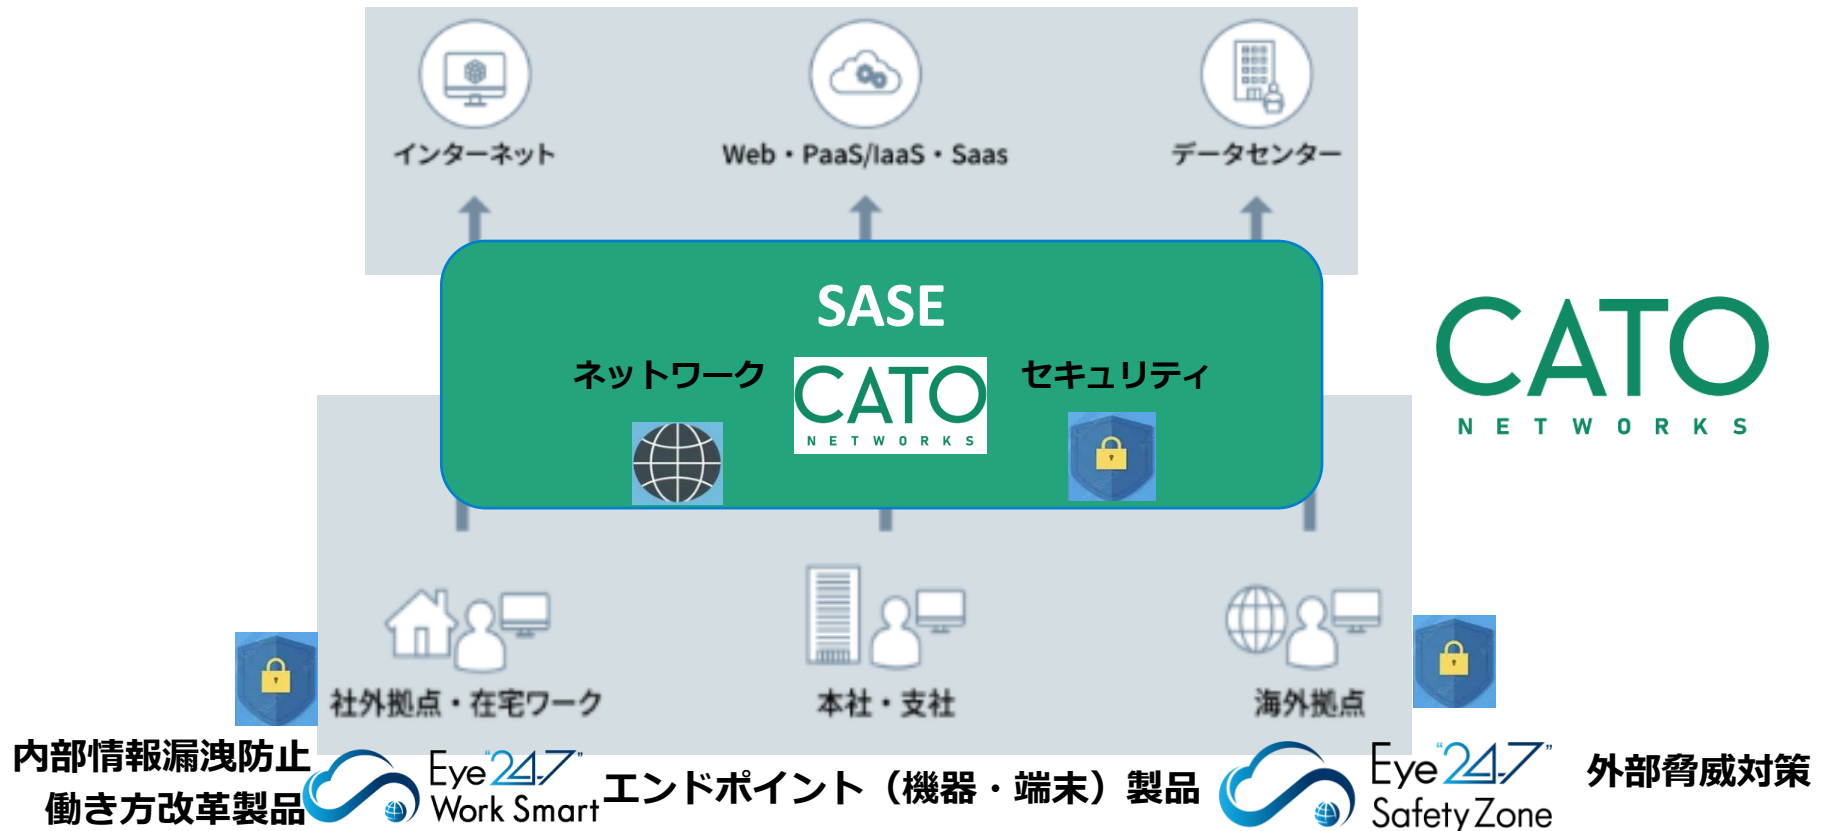 インターネット
Web・PaaS/IaaS・Saas
データセンター
SASE
ネットワーク
CATO
NETWORKS
セキュリティ
CATO
NETWORKS
社外拠点・在宅ワーク
本社・支社
海外拠点
内部情報漏洩防止
働き方改革製品
Eye "24-7"
Work Smart
エンドポイント（機器・端末）製品
Eye "24-7"
Safety Zone
外部脅威対策